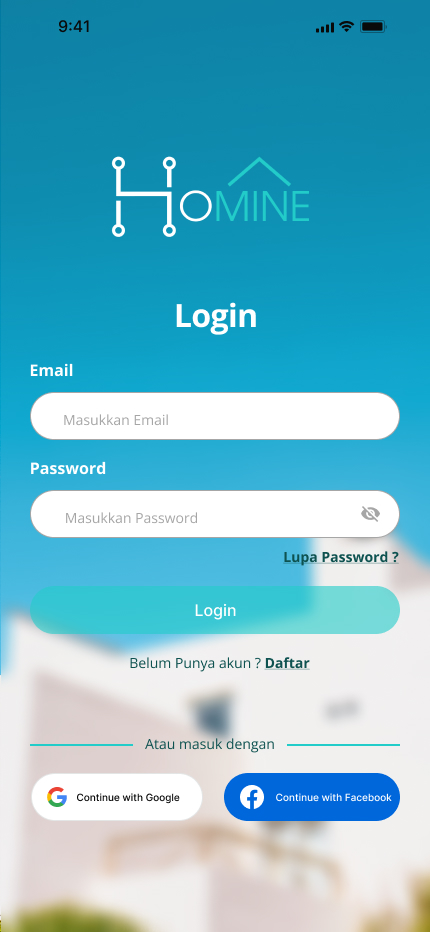 9:41
HoMINE
Login
Email
Masukkan Email
Password
Masukkan Password
Lupa Password ?
Login
Belum Punya akun ? Daftar
Atau masuk dengan
Continue with Google
Continue with Facebook